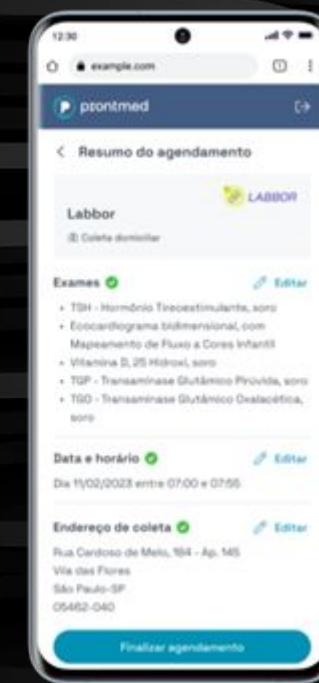 12:30
example.com
prontmed
Resumo do agendamento
LABBOR
Labbor
Coleta domiciliar
Exames
Editar
TSH - Hormônio Tireoestimulante, soro
Ecocardiograma bidimensional, com
Mapeamento de Fluxo a Cores Infantil
Vitamina D, 25 Hidroxi, soro
TGP - Transaminase Glutâmico Pirúvida, soro
TGO - Transaminase Glutâmico Oxalacética,
soro
Data e horário
Editar
Dia 11/02/2023 entre 07:00 e 07:55
Endereço de coleta
Editar
Rua Cardoso de Melo, 184 - Ap. 145
Vila das Flores
São Paulo-SP
05462-040
Finalizar agendamento